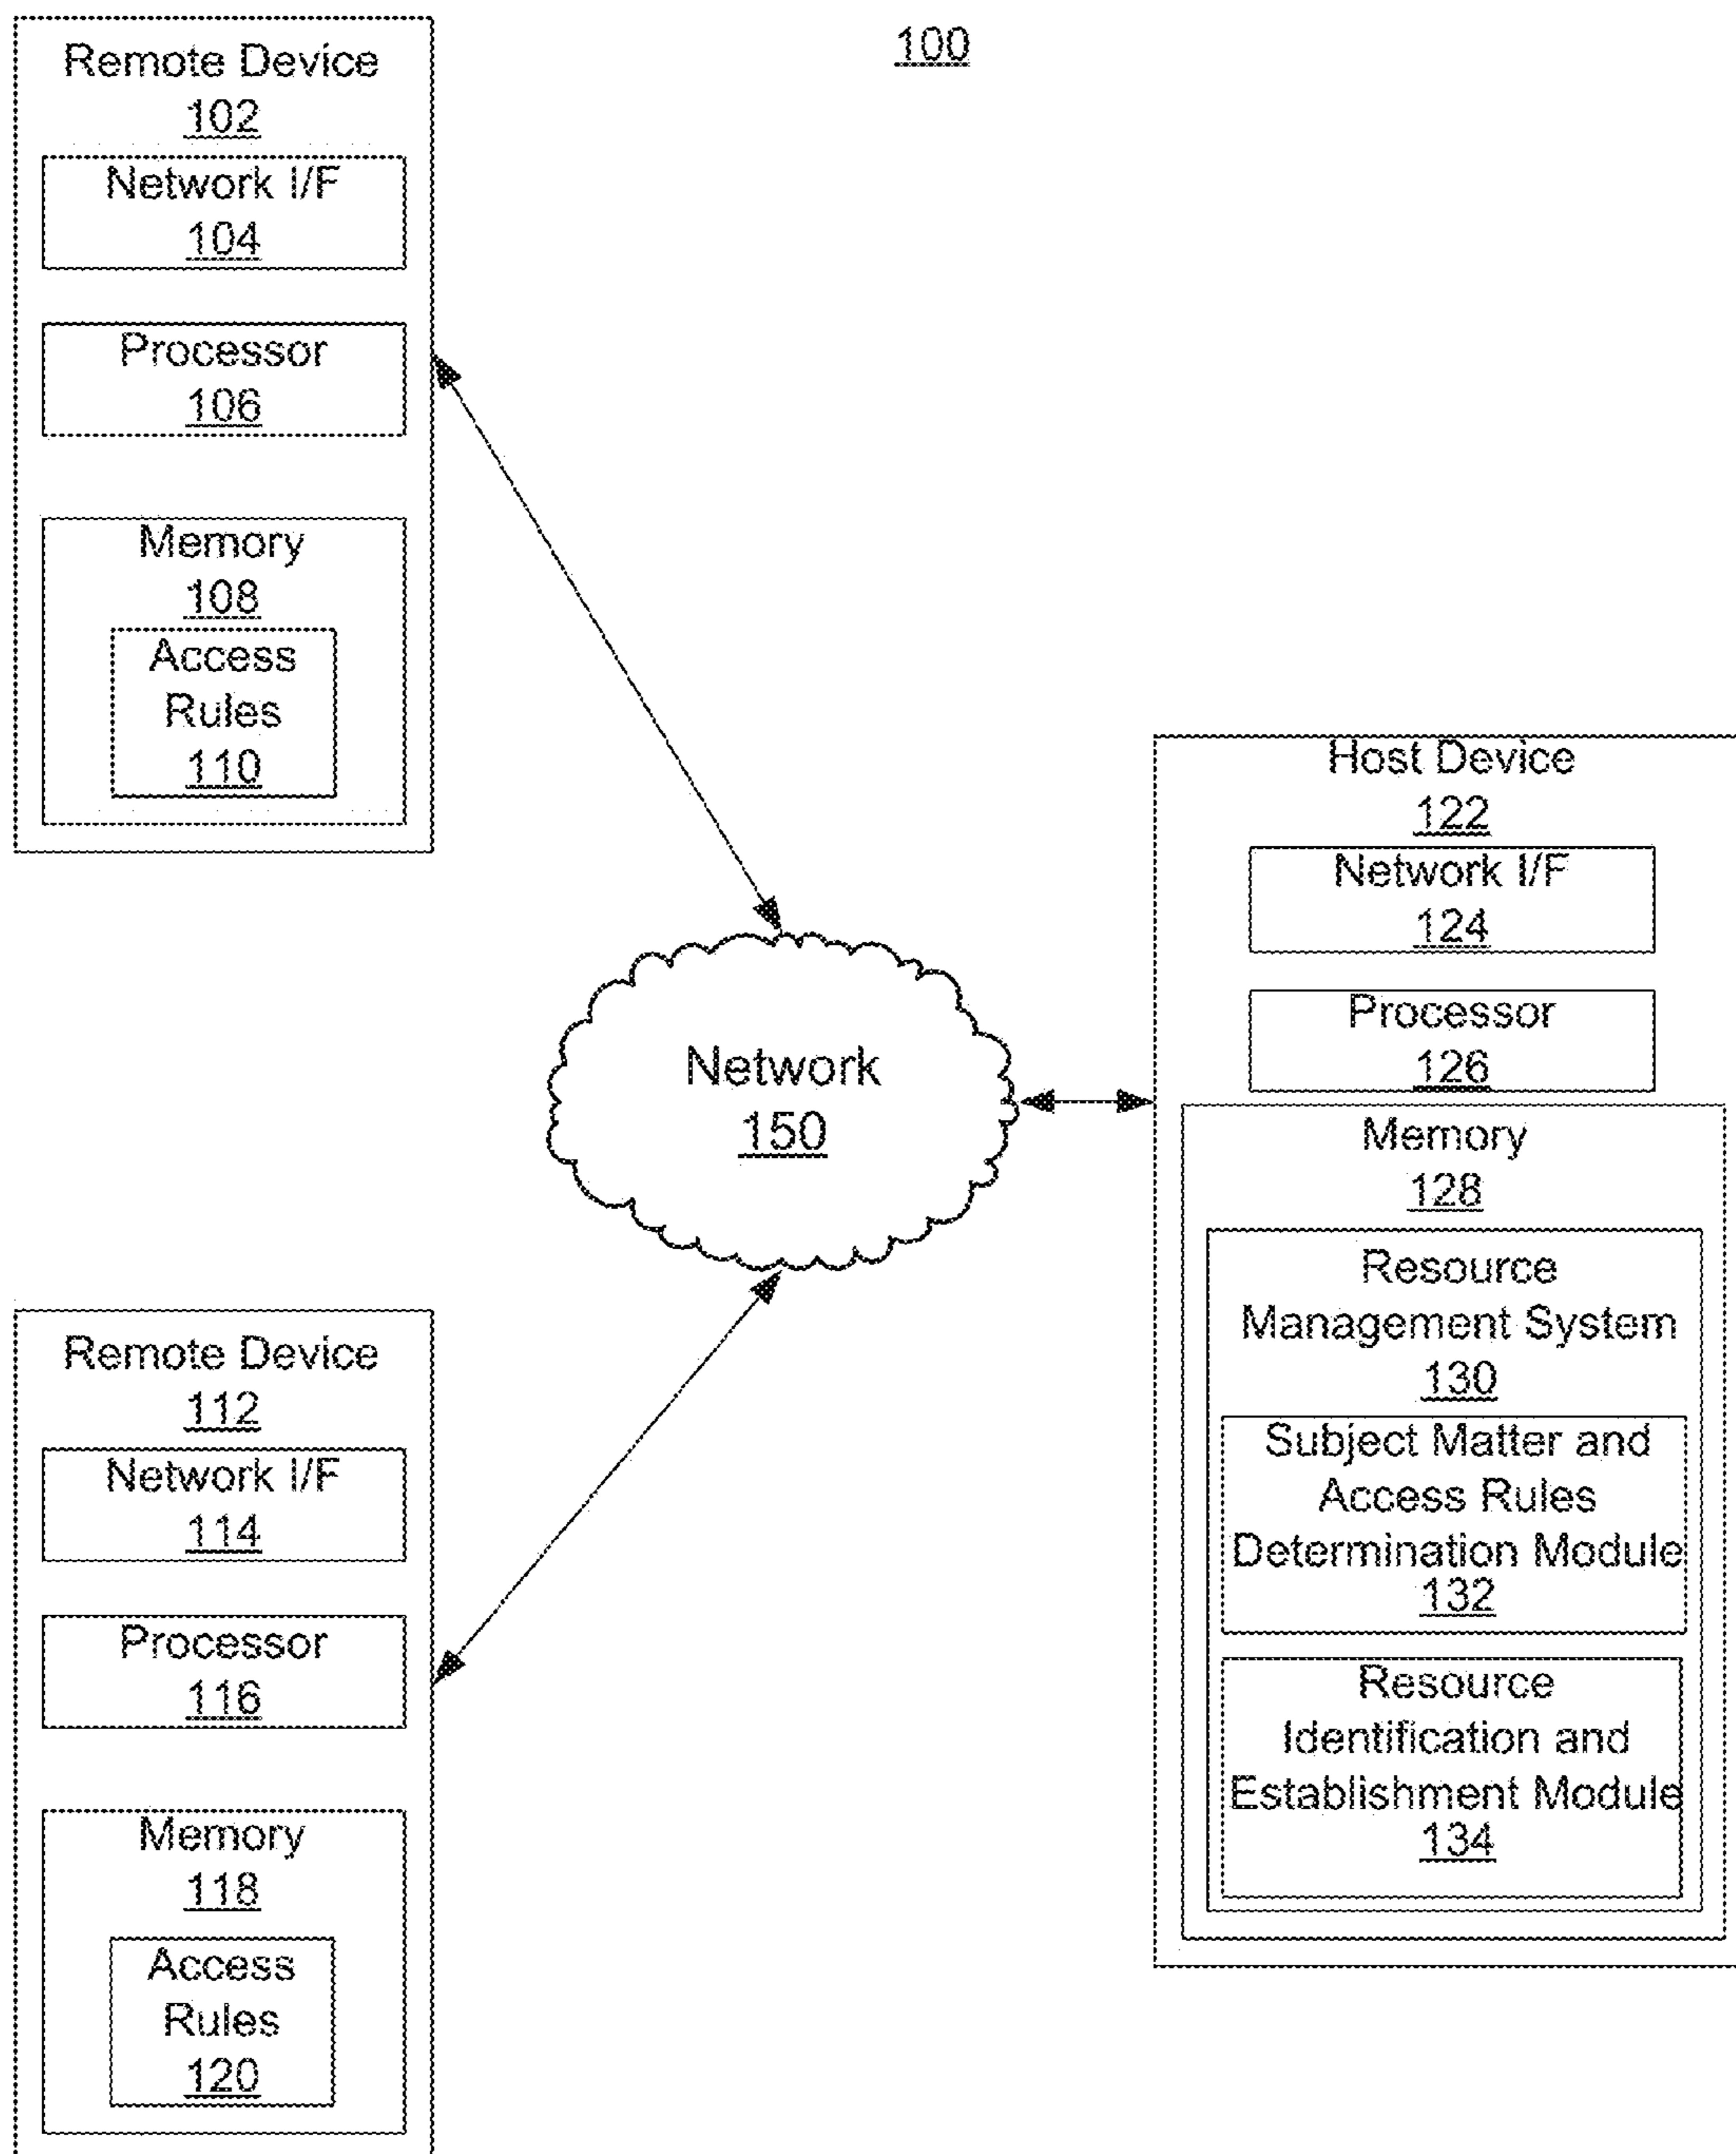 100
Remote Device
102
Network I/F
104
Processor
106
Memory
108
Access
Rules
110
Network
150
Host Device
122
Network I/F
124
Processor
126
Memory
128
Resource
Management System
130
Subject Matter and
Access Rules
Determination Module
132
Resource
Identification and
Establishment Module
134
Remote Device
112
Network I/F
114
Processor
116
Memory
118
Access
Rules
120